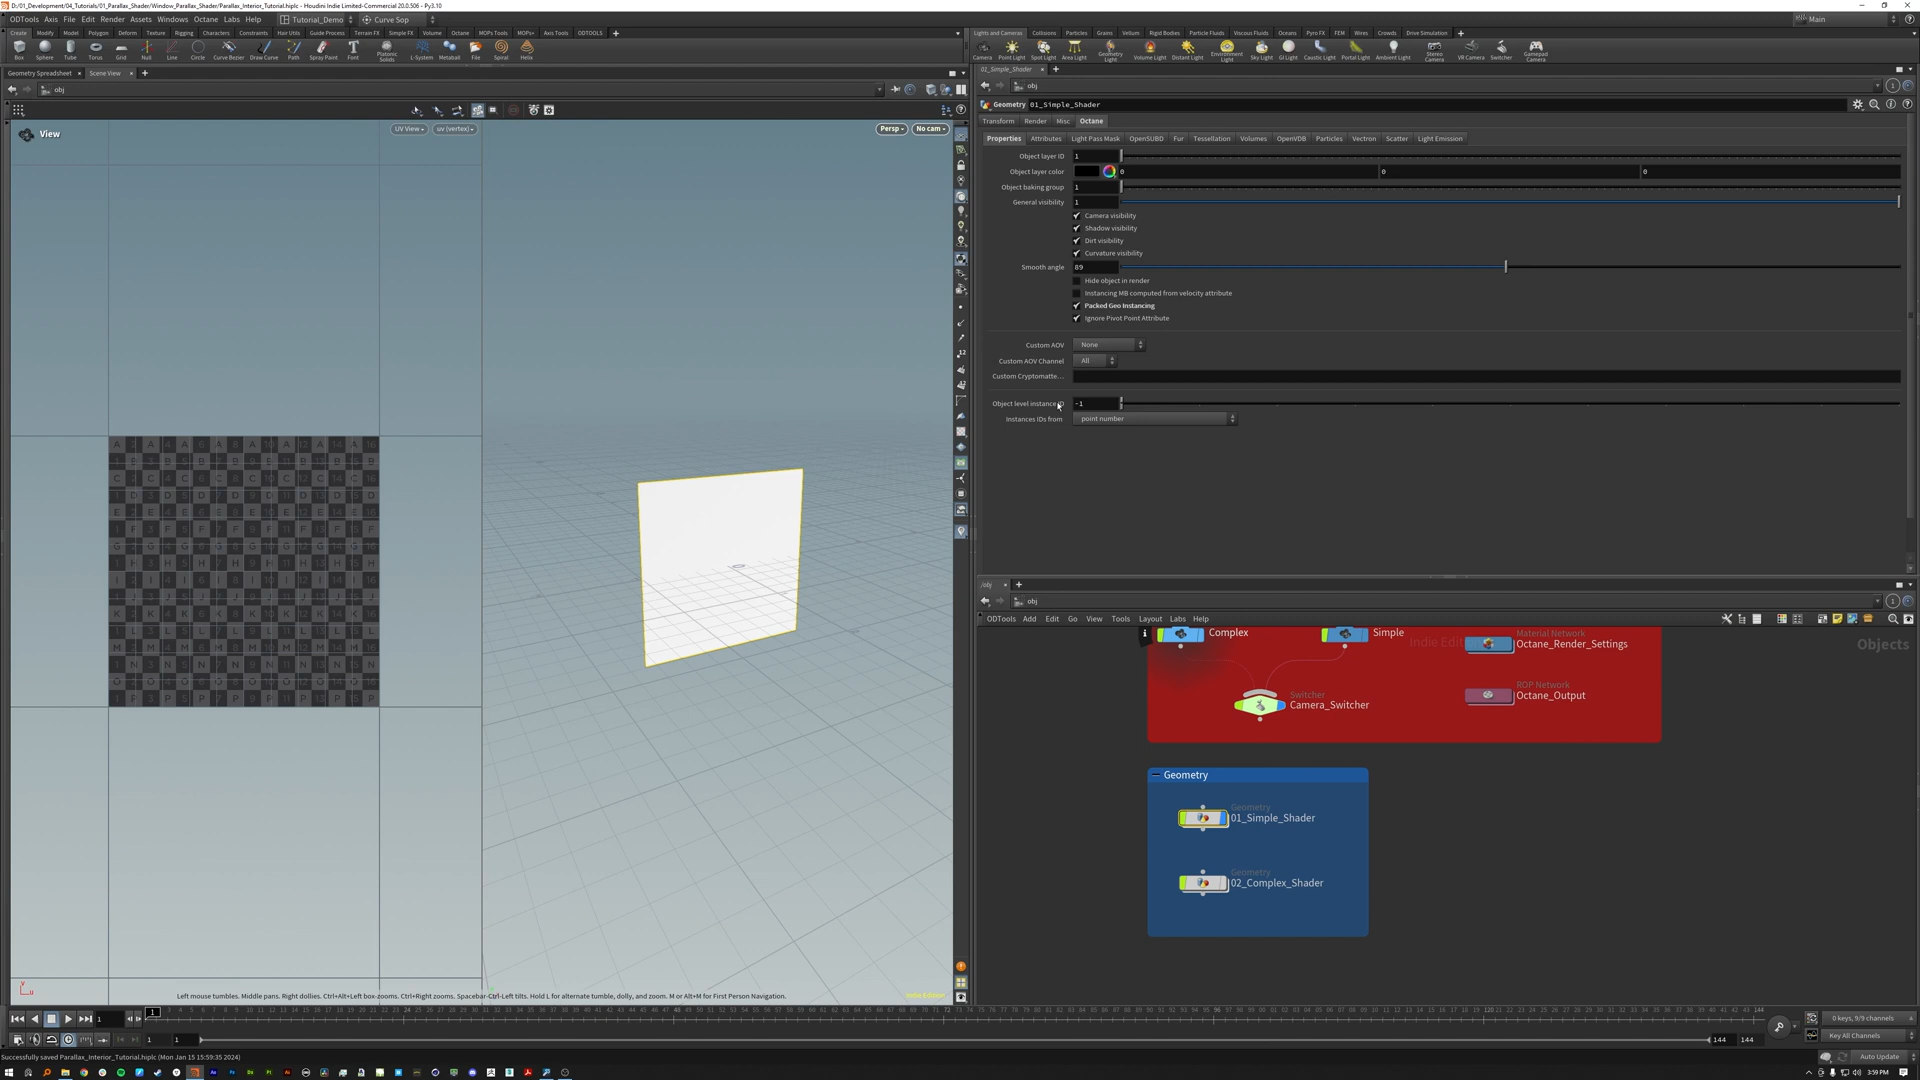 D:/01_Development/04_Tutorials/01_Parallax_Shader/Window_Parallax_Shader/Parallax_Interior_Tutorial.hiplc - Houdini Indie Limited-Commercial 20.0.506 - Py3.10
ODTools Assets Edit Render Assets Windows Octane Labs Help Tutorial_Demo Curve Sop Main
Create Modify Model Polygon Deform Texture Rigging Characters Constraints Hair Utils Guide Process Terrain FX Simple FX Volume Octane MOPs Tools MOPs+ Axis Tools ODTOOLS
Box Sphere Tube Torus Grid Null Line Circle Curve Bezier Draw Curve Path Spray Paint Font Platonic Solids L-System Metaball File Spiral Helix
Lights and Cameras Collisions Particles Grains Vellum Rigid Bodies Particle Fluids Viscous Fluids Oceans Pyro FX FEM Wires Crowds Drive Simulation
Camera Point Light Spot Light Area Light Geometry Light Volume Light Distant Light Environment Light Sky Light GI Light Caustic Light Portal Light Ambient Light Stereo Camera VR Camera Switcher Gamepad Camera
Geometry Spreadsheet Scene View
obj
View
UV View uv (vertex) Persp No cam
Left mouse tumbles. Middle pans. Right dollies. Ctrl+Alt+Left box-zooms. Ctrl+Right zooms. Spacebar-Ctrl-Left tilts. Hold L for alternate tumble, dolly, and zoom. M or Alt+M for First Person Navigation.
Indie Edition
01_Simple_Shader
obj
Geometry 01_Simple_Shader
Transform Render Misc Octane
Properties Attributes Light Pass Mask OpenSUBD Fur Tessellation Volumes OpenVDB Particles Vectron Scatter Light Emission
Object layer ID 1
Object layer color 0 0 0
Object baking group 1
General visibility 1
Camera visibility
Shadow visibility
Dirt visibility
Curvature visibility
Smooth angle 89
Hide object in render
Instancing MB computed from velocity attribute
Packed Geo Instancing
Ignore Pivot Point Attribute
Custom AOV None
Custom AOV Channel All
Custom Cryptomatte...
Object level instance ID -1
Instances IDs from point number
/obj
obj
ODTools Add Edit Go View Tools Layout Labs Help
Complex Simple
Indie Edi
Objects
Material Network
Octane_Render_Settings
ROP Network
Octane_Output
Switcher
Camera_Switcher
Geometry
Geometry
01_Simple_Shader
Geometry
02_Complex_Shader
1 1
0 keys, 9/9 channels
1 1 144 144
Key All Channels
Successfully saved Parallax_Interior_Tutorial.hiplc (Mon Jan 15 15:59:35 2024)
Auto Update
3:59 PM